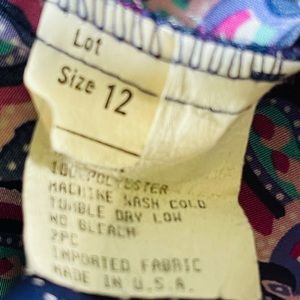 Lot
Size 12
100% POLYESTER
MACHINE WASH COLD
TUMBLE DRY LOW
NO BLEACH
2PC
IMPORTED FABRIC
MADE IN U.S.A.